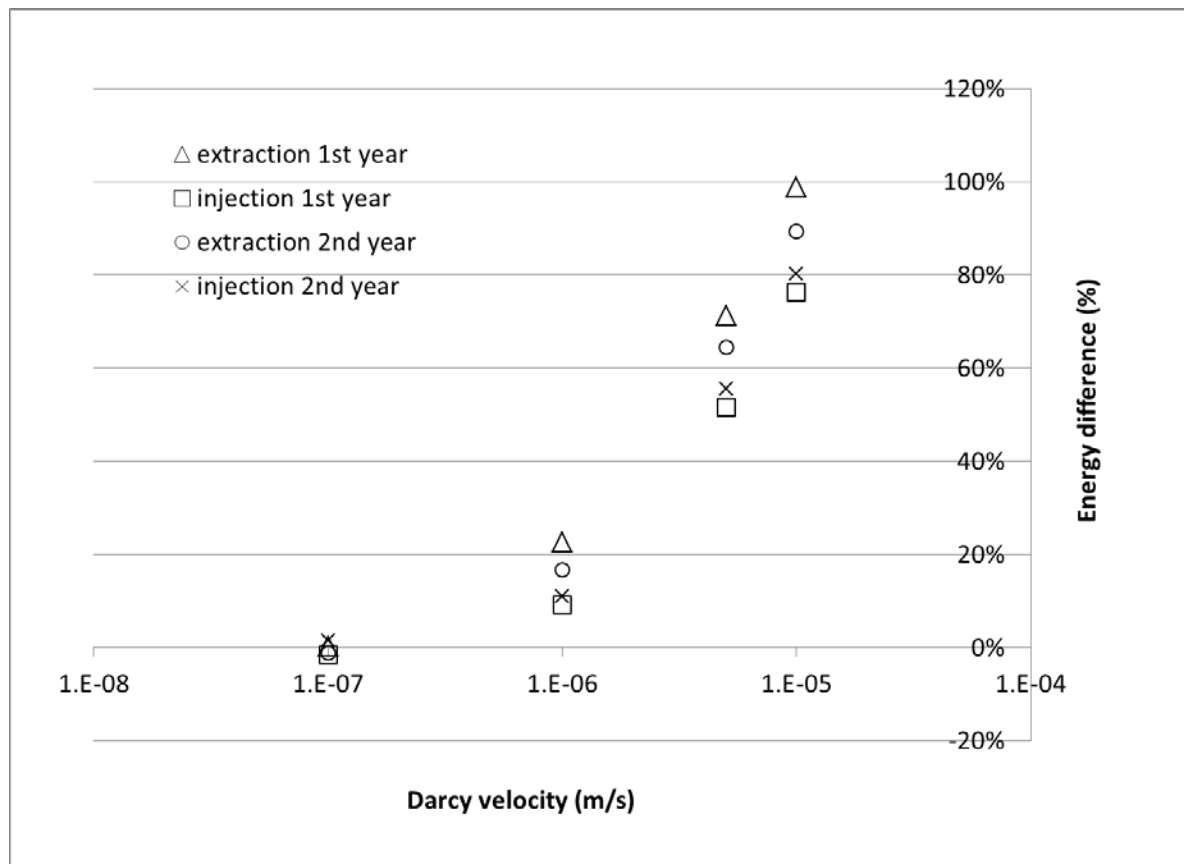 120%
extraction 1st year
100%
injection 1st year
extraction 2nd year
80%
injection 2nd year
Energy difference (%)
60%
40%
20%
0%
1.E-08 1.E-07 1.E-06 1.E-05 1.E-04
-20%
Darcy velocity (m/s)